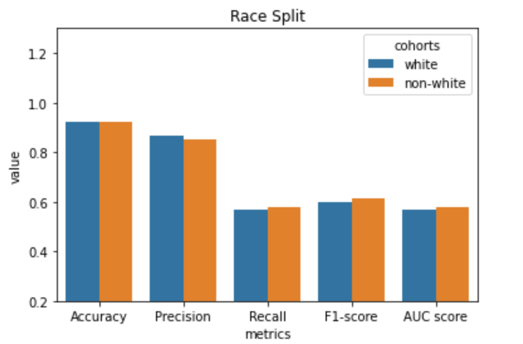 Race Split
cohorts
white
non-white
value
1.2
1.0
0.8
0.6
0.4
0.2
Accuracy Precision Recall F1-score AUC score
metrics